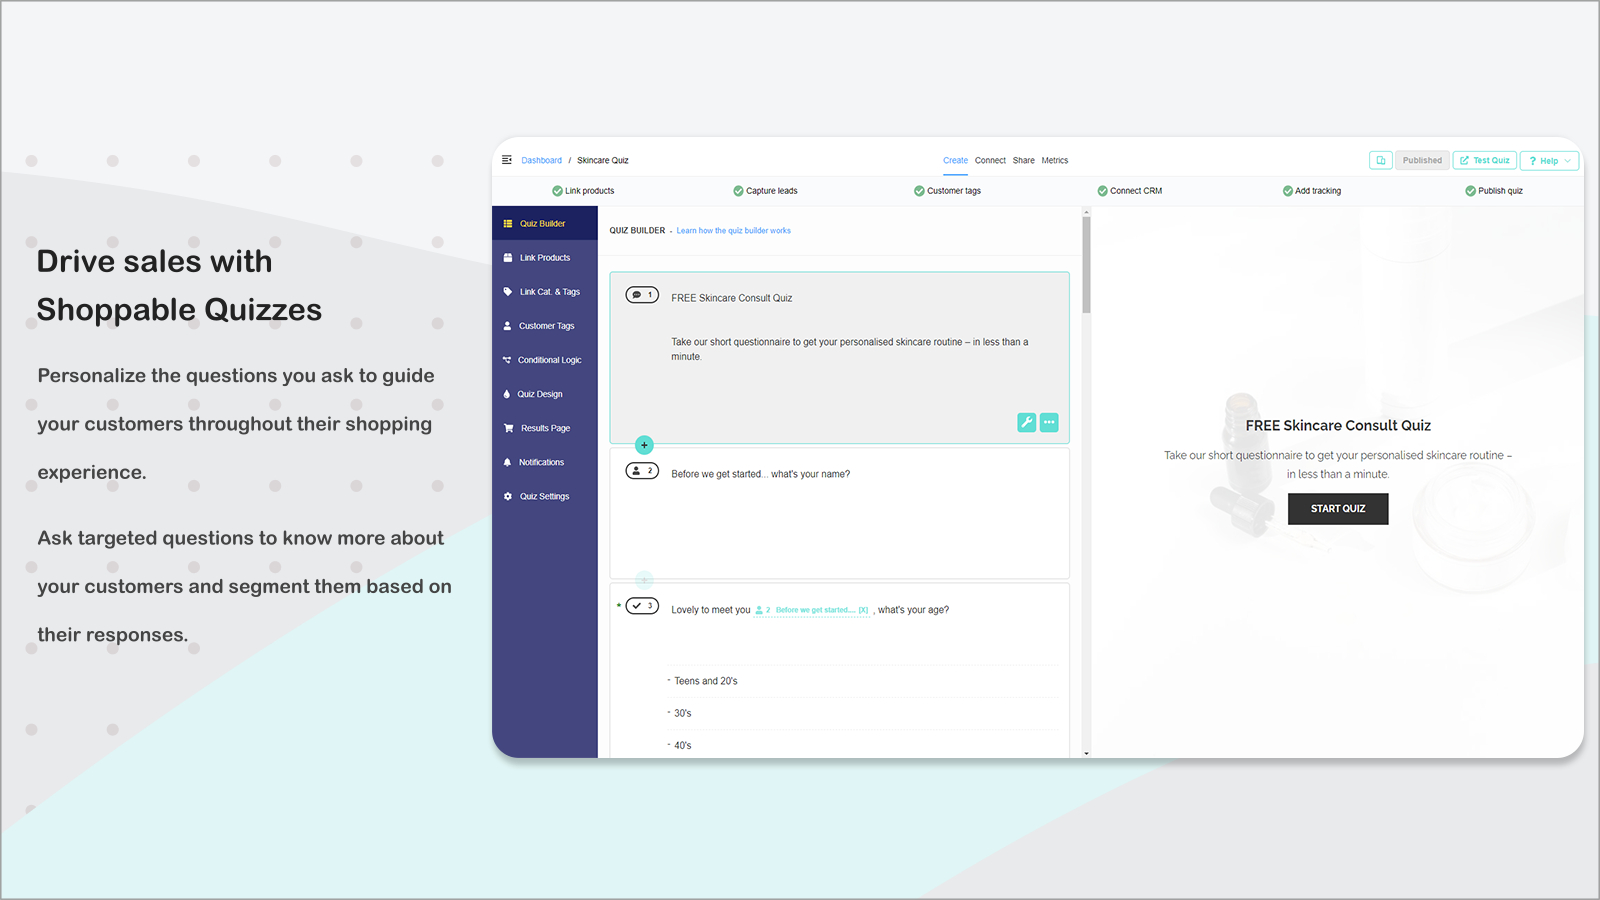 Drive sales with
Shoppable Quizzes
Personalize the questions you ask to guide
your customers throughout their shopping
experience.
Ask targeted questions to know more about
your customers and segment them based on
their responses.
Dashboard / Skincare Quiz
Create Connect Share Metrics
Published Test Quiz ? Help
Link products Capture leads Customer tags Connect CRM Add tracking Publish quiz
Quiz Builder
Link Products
Link Cat. & Tags
Customer Tags
Conditional Logic
Quiz Design
Results Page
Notifications
Quiz Settings
QUIZ BUILDER - Learn how the quiz builder works
1 FREE Skincare Consult Quiz
Take our short questionnaire to get your personalised skincare routine – in less than a
minute.
2 Before we get started... what's your name?
* 3 Lovely to meet you 2 Before we get started.... [X] , what's your age?
- Teens and 20's
- 30's
- 40's
FREE Skincare Consult Quiz
Take our short questionnaire to get your personalised skincare routine –
in less than a minute.
START QUIZ